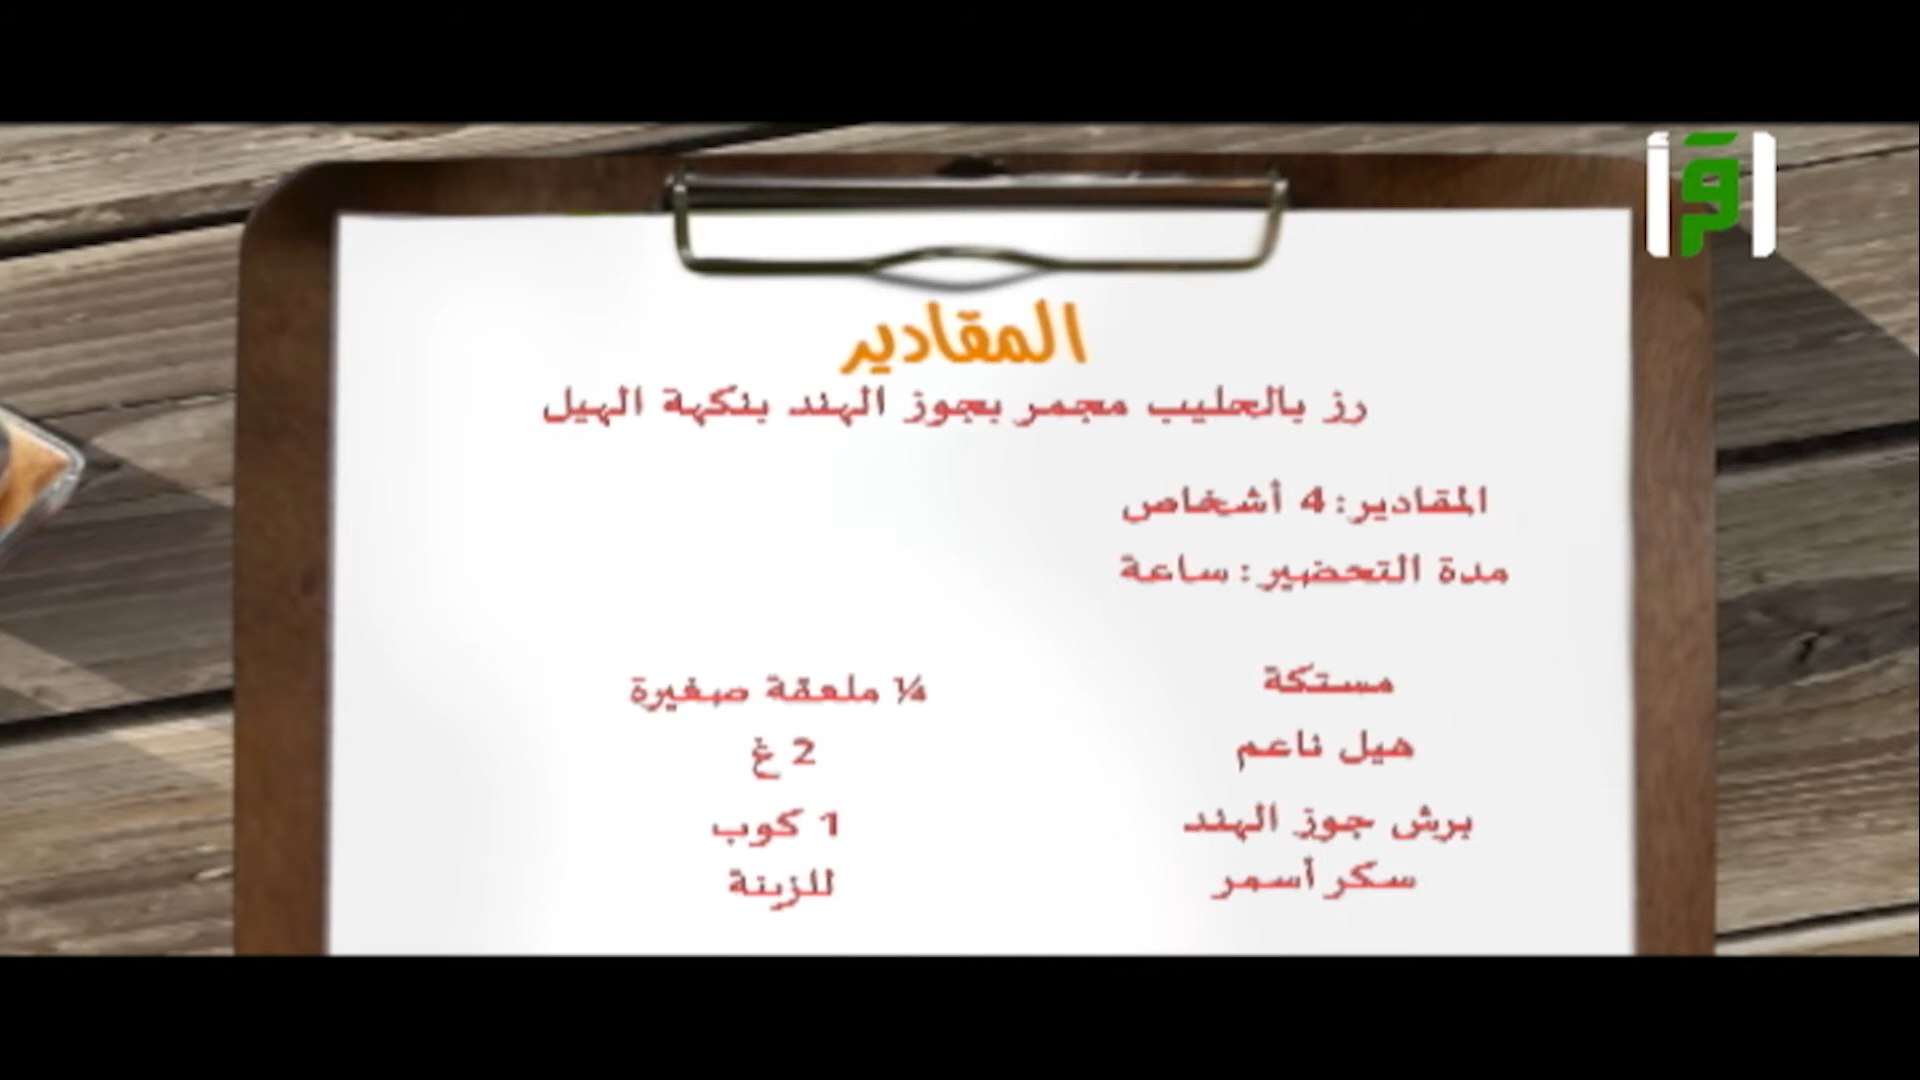 اقرأ
المقادير
رز بالحليب مجمر بجوز الهند بنكهة الهيل
المقادير: 4 أشخاص
مدة التحضير: ساعة
مستكة ¼ ملعقة صغيرة
هيل ناعم 2 غ
برش جوز الهند 1 كوب
سكر أسمر للزينة